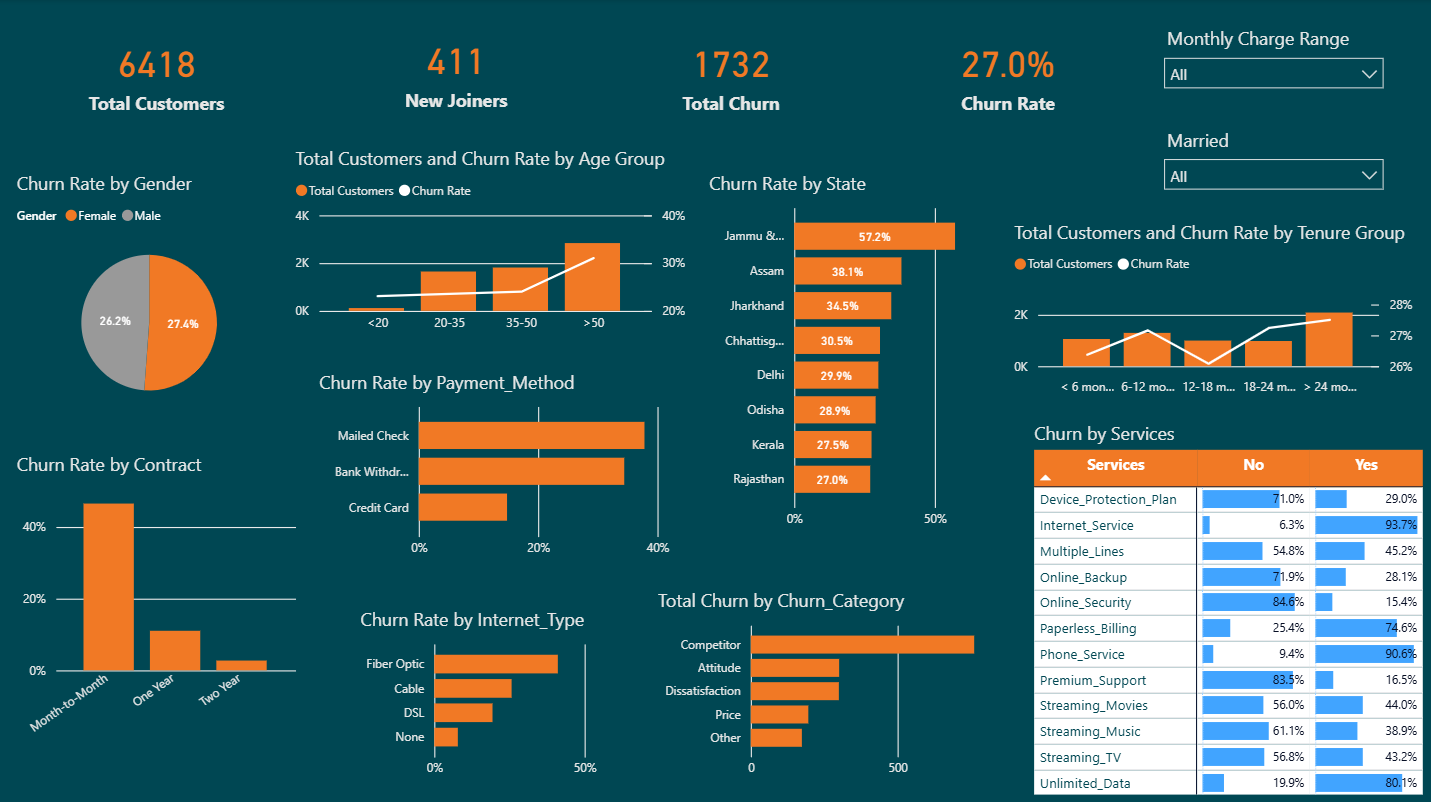 6418
Total Customers
411
New Joiners
1732
Total Churn
27.0%
Churn Rate
Monthly Charge Range
All
Married
All
Churn Rate by Gender
Gender Female Male
26.2%
27.4%
Total Customers and Churn Rate by Age Group
Total Customers Churn Rate
4K
2K
0K
40%
30%
20%
<20 20-35 35-50 >50
Churn Rate by State
Jammu &... 57.2%
Assam 38.1%
Jharkhand 34.5%
Chhattisg... 30.5%
Delhi 29.9%
Odisha 28.9%
Kerala 27.5%
Rajasthan 27.0%
0% 50%
Total Customers and Churn Rate by Tenure Group
Total Customers Churn Rate
2K
0K
28%
27%
26%
< 6 mon... 6-12 mo... 12-18 m... 18-24 m... > 24 mo...
Churn Rate by Payment_Method
Mailed Check
Bank Withdr...
Credit Card
0% 20% 40%
Churn Rate by Contract
40%
20%
0%
Month-to-Month One Year Two Year
Churn Rate by Internet_Type
Fiber Optic
Cable
DSL
None
0% 50%
Total Churn by Churn_Category
Competitor
Attitude
Dissatisfaction
Price
Other
0 500
Churn by Services
Services No Yes
Device_Protection_Plan 71.0% 29.0%
Internet_Service 6.3% 93.7%
Multiple_Lines 54.8% 45.2%
Online_Backup 71.9% 28.1%
Online_Security 84.6% 15.4%
Paperless_Billing 25.4% 74.6%
Phone_Service 9.4% 90.6%
Premium_Support 83.5% 16.5%
Streaming_Movies 56.0% 44.0%
Streaming_Music 61.1% 38.9%
Streaming_TV 56.8% 43.2%
Unlimited_Data 19.9% 80.1%